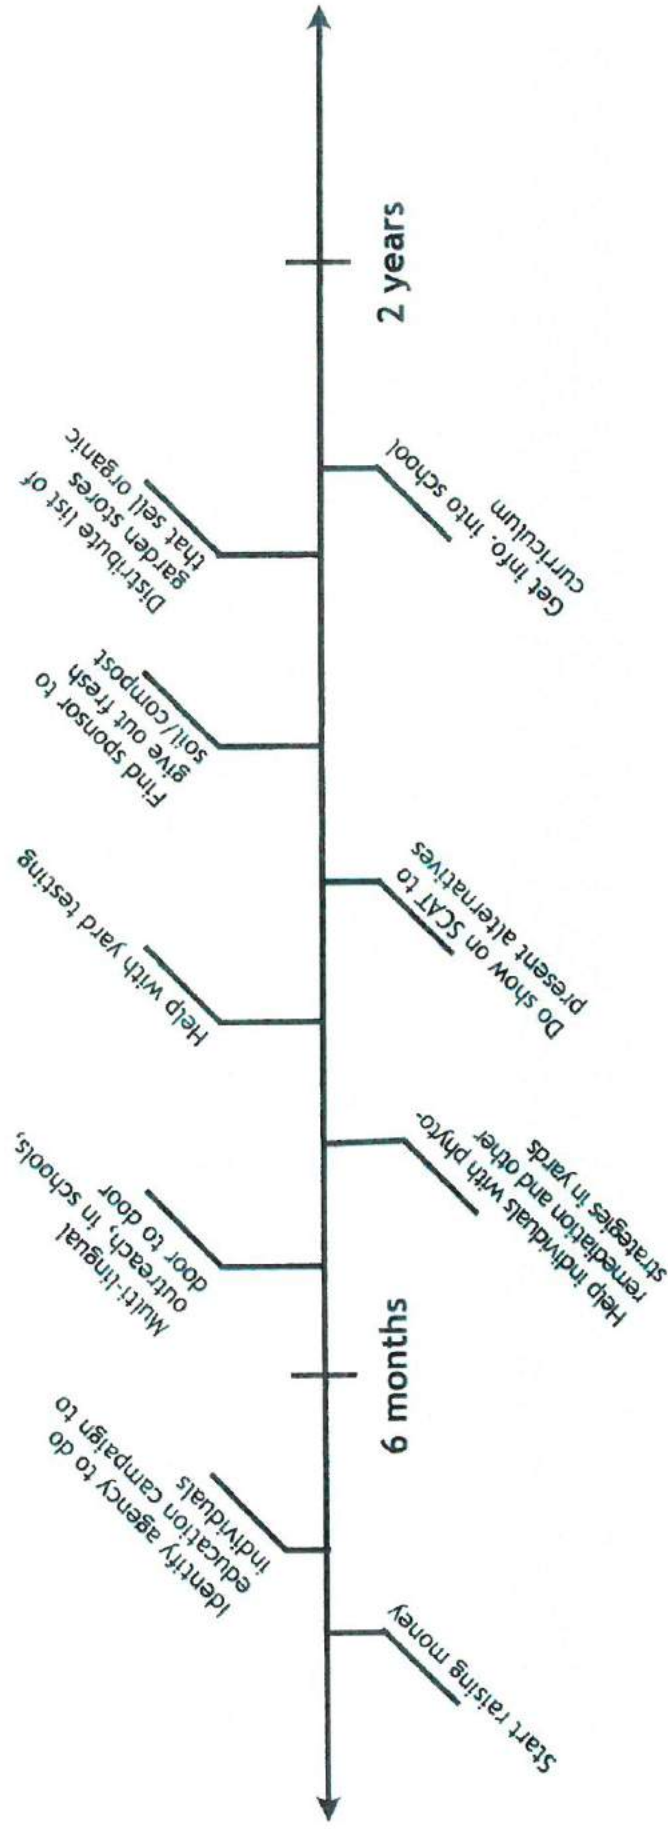 Start raising money
Identify agency to do
education campaign to
individuals
6 months
Multi-lingual
outreach, in schools,
door to door
Help individuals with phyto-
remediation and other
strategies in yards
Help with yard testing
Do show on SCAT to
present alternatives
Find sponsor to
give out fresh
soil/compost
Distribute list of
garden stores
that sell organic
Get info. into school
curriculum
2 years